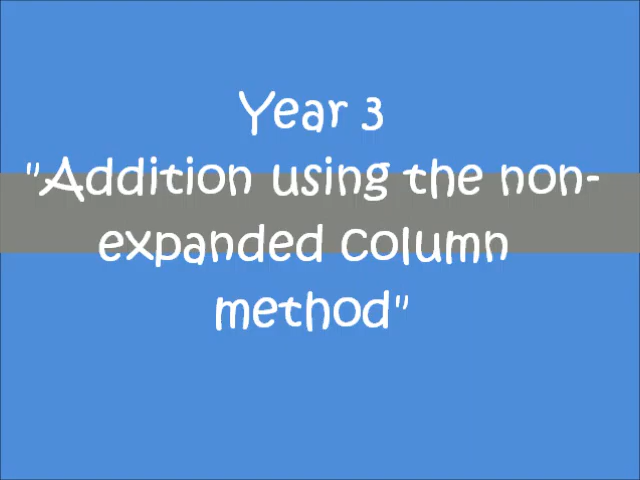 Year 3
"Addition using the non-
expanded column
method"